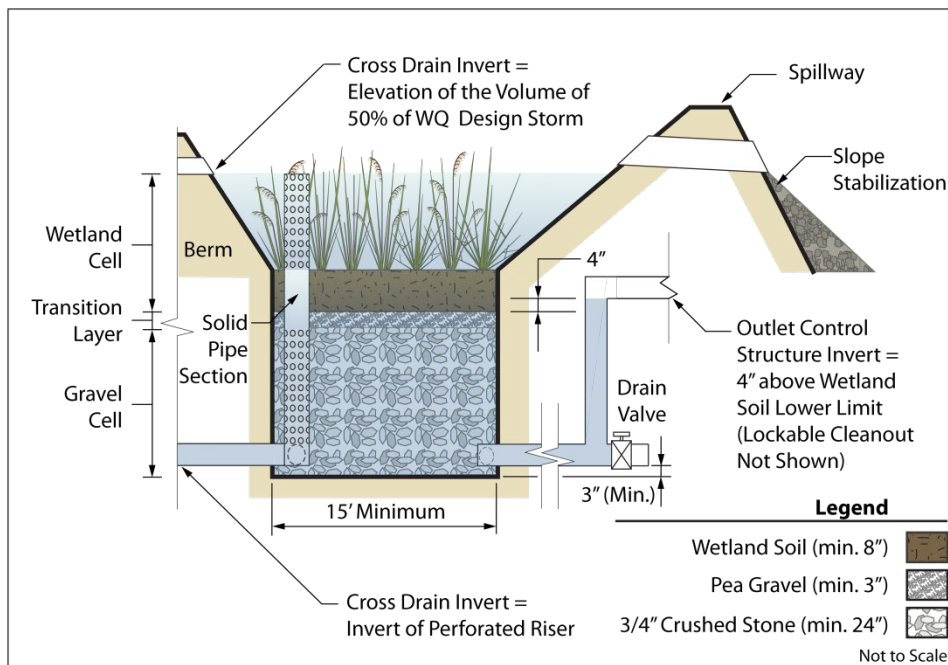 Cross Drain Invert =
Elevation of the Volume of
50% of WQ Design Storm
Spillway
Slope
Stabilization
Wetland
Cell
Berm
4”
Transition
Layer
Solid
Pipe
Section
Outlet Control
Structure Invert =
4” above Wetland
Soil Lower Limit
(Lockable Cleanout
Not Shown)
Gravel
Cell
Drain
Valve
3” (Min.)
15’ Minimum
Cross Drain Invert =
Invert of Perforated Riser
Legend
Wetland Soil (min. 8”)
Pea Gravel (min. 3”)
3/4” Crushed Stone (min. 24”)
Not to Scale